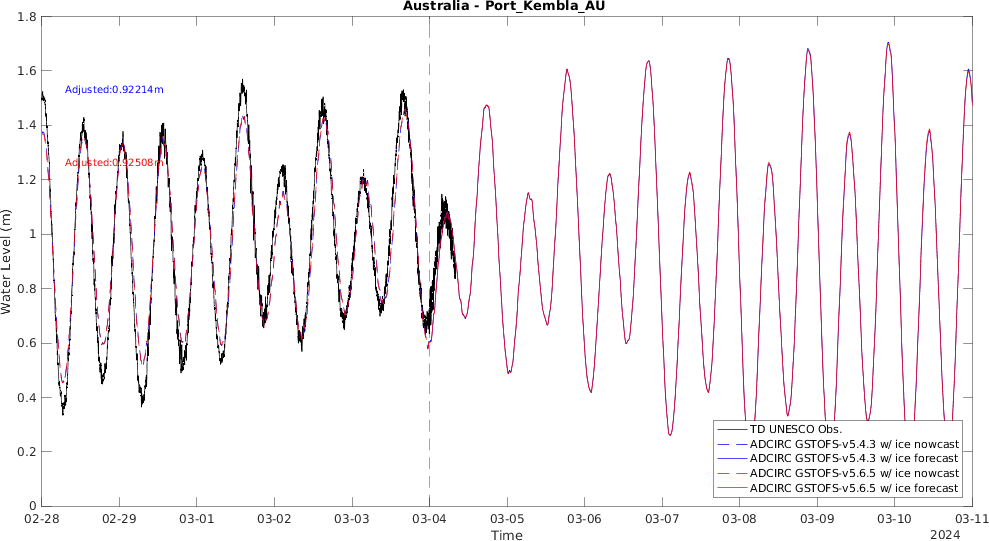 Australia - Port_Kembla_AU
1.8
1.6
1.4
1.2
1
0.8
0.6
0.4
0.2
0
Water Level (m)
Adjusted:0.92214m
Adjusted:0.92508m
TD UNESCO Obs.
ADCIRC GSTOFS-v5.4.3 w/ ice nowcast
ADCIRC GSTOFS-v5.4.3 w/ ice forecast
ADCIRC GSTOFS-v5.6.5 w/ ice nowcast
ADCIRC GSTOFS-v5.6.5 w/ ice forecast
02-28 02-29 03-01 03-02 03-03 03-04 03-05 03-06 03-07 03-08 03-09 03-10 03-11
Time
2024